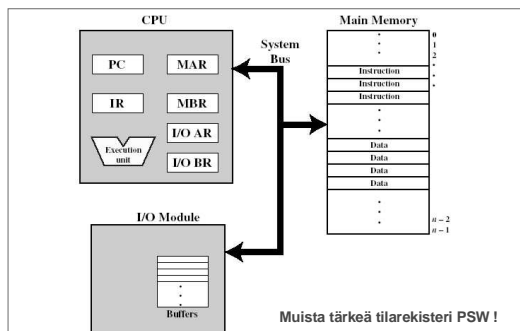 CPU
PC
MAR
IR
MBR
I/O AR
Execution
unit
I/O BR
System
Bus
Main Memory
0
1
2
Instruction
Instruction
Instruction
Data
Data
Data
Data
n – 2
n – 1
I/O Module
Buffers
Muista tärkeä tilarekisteri PSW !